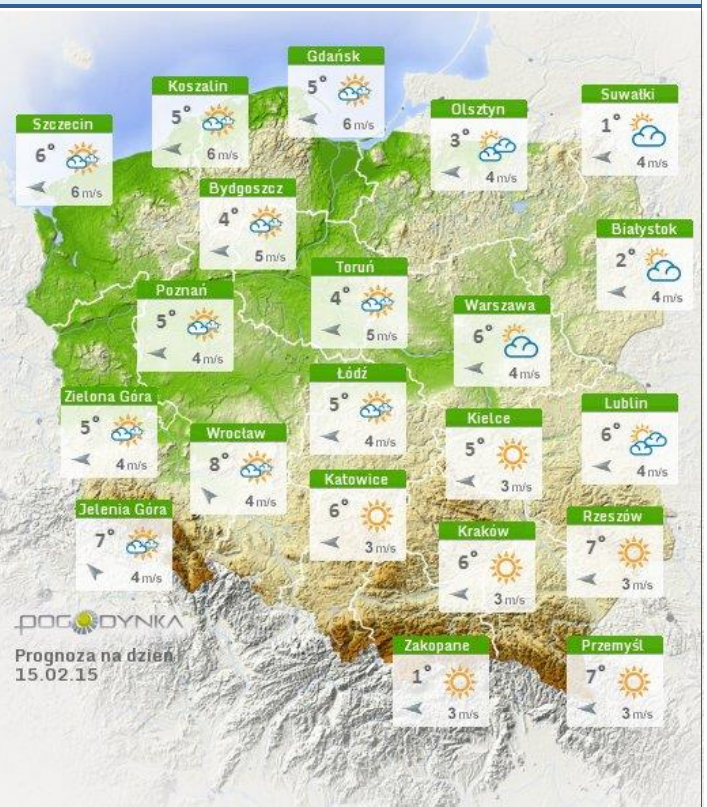 Gdańsk
5°
6 m/s
Koszalin
5°
6 m/s
Suwałki
1°
4 m/s
Olsztyn
3°
4 m/s
Szczecin
6°
6 m/s
Bydgoszcz
4°
5 m/s
Białystok
2°
4 m/s
Toruń
4°
5 m/s
Poznań
5°
4 m/s
Warszawa
6°
4 m/s
Łódź
5°
4 m/s
Zielona Góra
5°
4 m/s
Lublin
6°
4 m/s
Kielce
5°
3 m/s
Wrocław
8°
4 m/s
Katowice
6°
3 m/s
Jelenia Góra
7°
4 m/s
Rzeszów
7°
3 m/s
Kraków
6°
3 m/s
POGODYNKA
Prognoza na dzień
15.02.15
Zakopane
1°
3 m/s
Przemyśl
7°
3 m/s